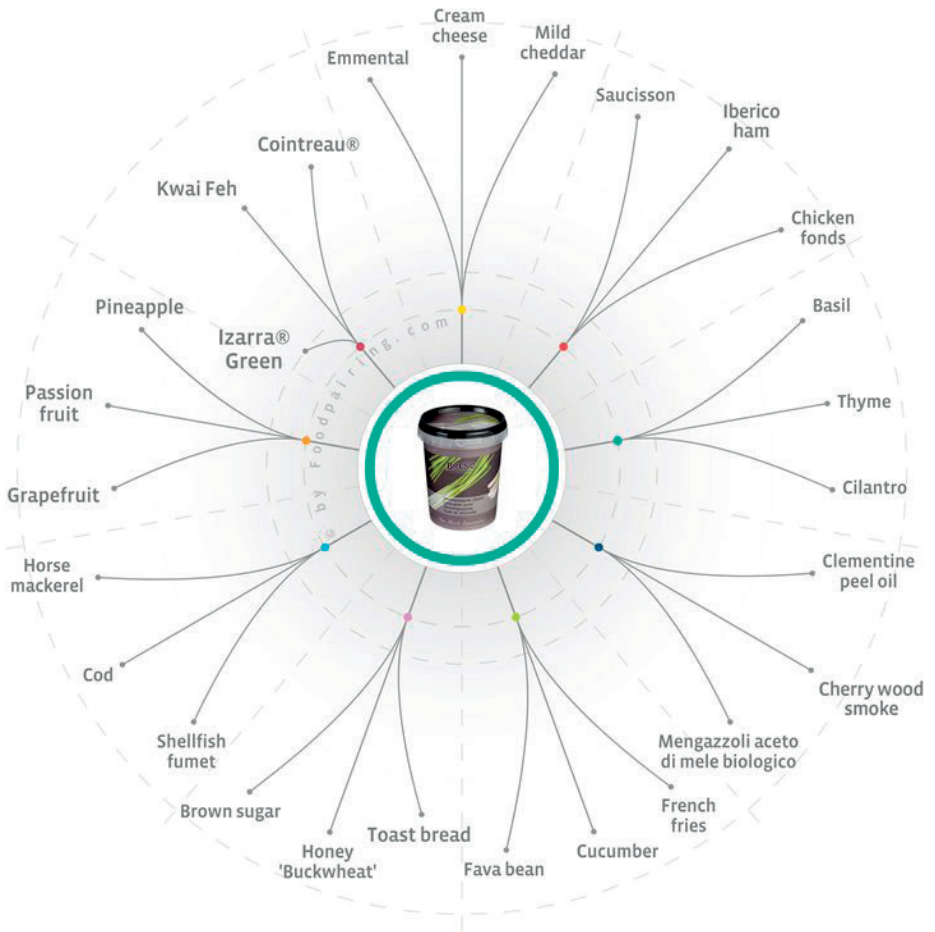 Cream
cheese
Mild
cheddar
Emmental
Saucisson
Iberico
ham
Cointreau®
Kwai Feh
Chicken
fonds
Pineapple
Basil
Izarra®
Green
© by Foodpairing.com
Passion
fruit
Thyme
Grapefruit
Cilantro
Horse
mackerel
Clementine
peel oil
Cod
Cherry wood
smoke
Shellfish
fumet
Mengazzoli aceto
di mele biologico
Brown sugar
French
fries
Toast bread
Honey
'Buckwheat'
Cucumber
Fava bean